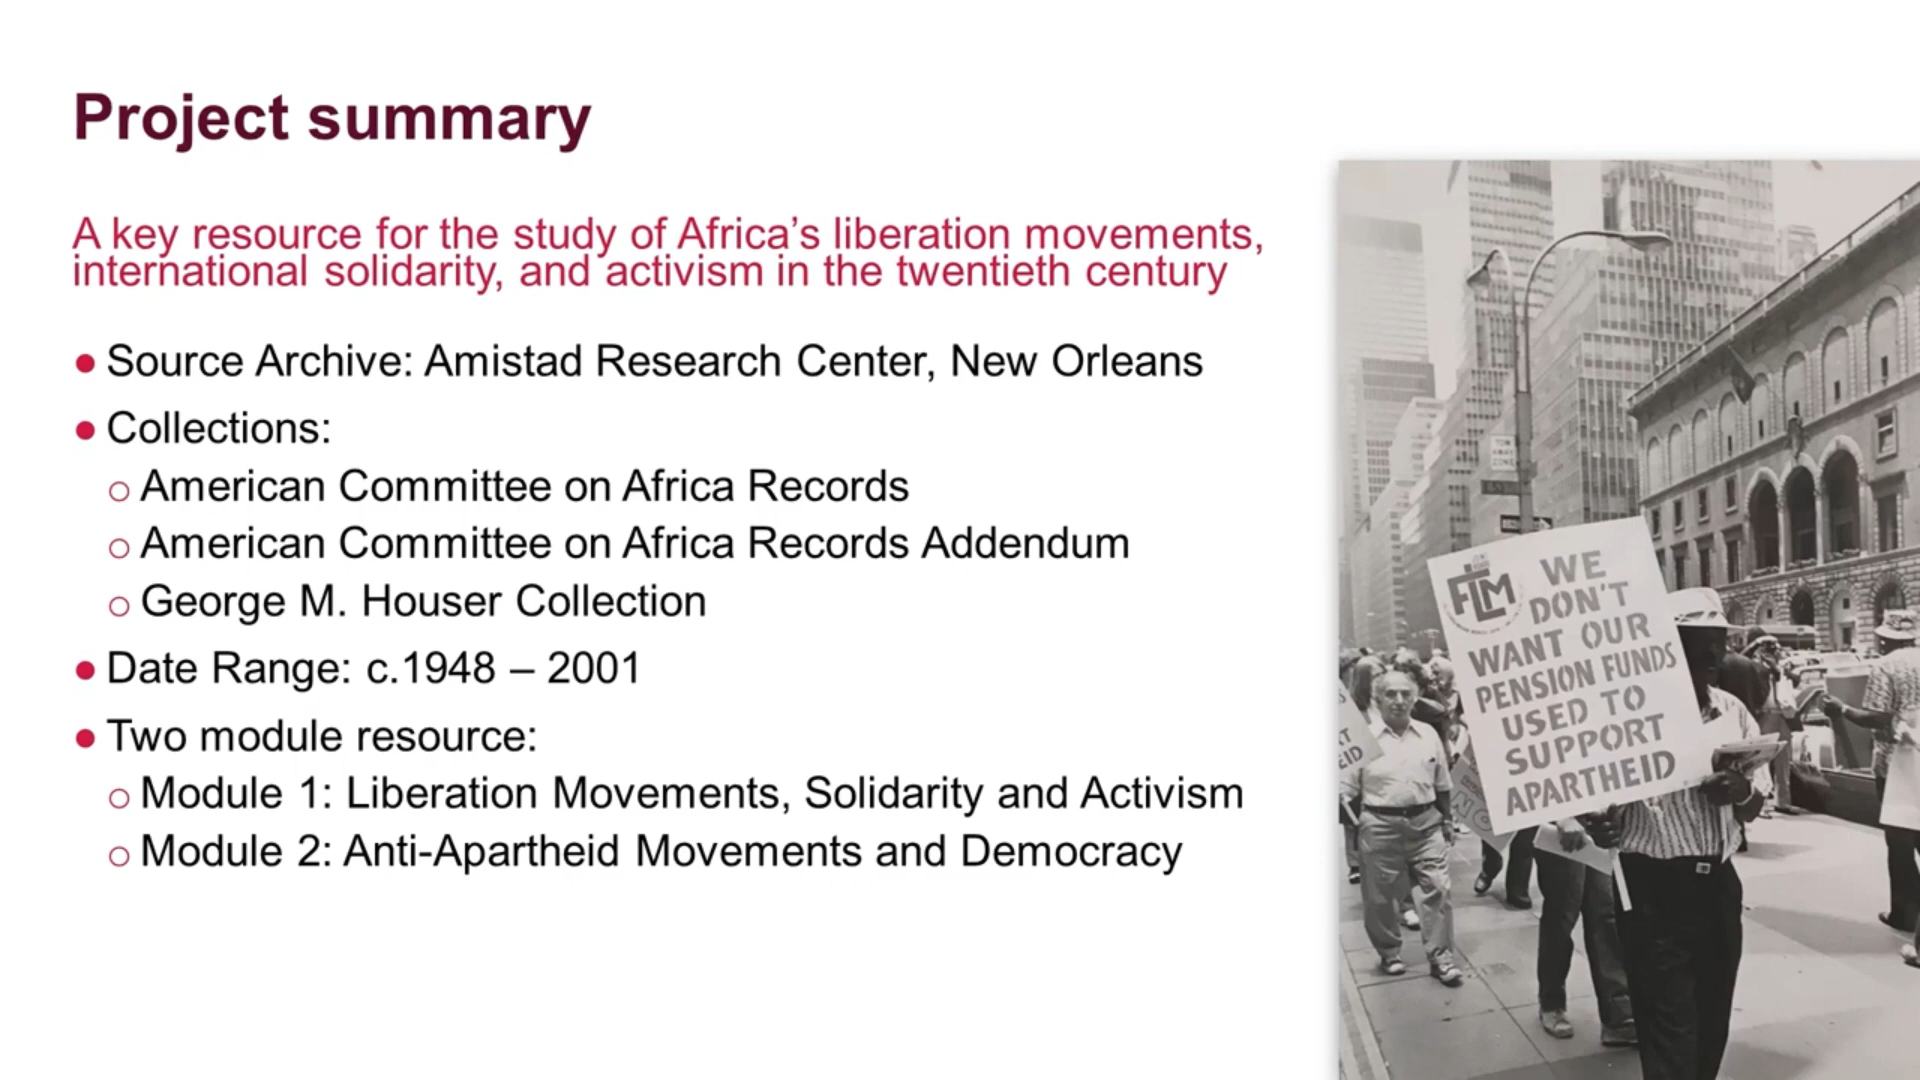 Project summary
A key resource for the study of Africa’s liberation movements,
international solidarity, and activism in the twentieth century
● Source Archive: Amistad Research Center, New Orleans
● Collections:
○ American Committee on Africa Records
○ American Committee on Africa Records Addendum
○ George M. Houser Collection
● Date Range: c.1948 – 2001
● Two module resource:
○ Module 1: Liberation Movements, Solidarity and Activism
○ Module 2: Anti-Apartheid Movements and Democracy
FLM
WE
DON'T
WANT OUR
PENSION FUNDS
USED TO
SUPPORT
APARTHEID